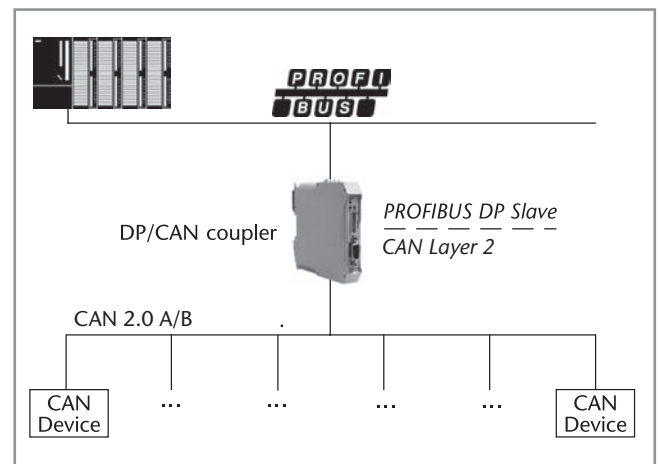 PROFI
BUS
DP/CAN coupler
PROFIBUS DP Slave
CAN Layer 2
CAN 2.0 A/B .
CAN Device
... ... ... ...
CAN Device